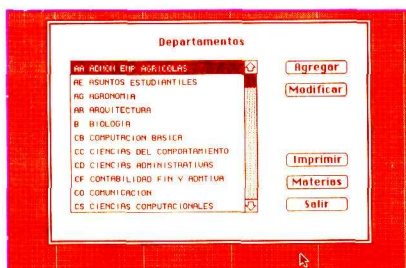 Departamentos
AA ADMON EMP AGRICOLAS
AE ASUNTOS ESTUDIANTILES
AG AGRONOMIA
AR ARQUITECTURA
B BIOLOGIA
CB COMPUTACION BASICA
CC CIENCIAS DEL COMPORTAMIENTO
CD CIENCIAS ADMINISTRATIVAS
CF CONTABILIDAD FIN Y ADMTIVA
CO COMUNICACION
CS CIENCIAS COMPUTACIONALES
Agregar
Modificar
Imprimir
Materias
Salir